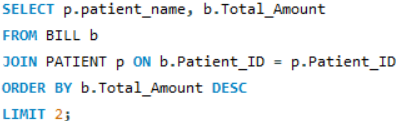 SELECT p.patient_name, b.Total_Amount
FROM BILL b
JOIN PATIENT p ON b.Patient_ID = p.Patient_ID
ORDER BY b.Total_Amount DESC
LIMIT 2;